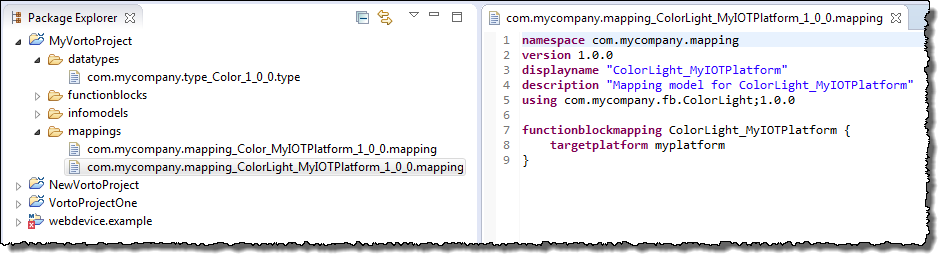 Package Explorer
MyVortoProject
datatypes
com.mycompany.type_Color_1_0_0.type
functionblocks
infomodels
mappings
com.mycompany.mapping_Color_MyIOTPlatform_1_0_0.mapping
com.mycompany.mapping_ColorLight_MyIOTPlatform_1_0_0.mapping
NewVortoProject
VortoProjectOne
webdevice.example
com.mycompany.mapping_ColorLight_MyIOTPlatform_1_0_0.mapping
1 namespace com.mycompany.mapping
2 version 1.0.0
3 displayname "ColorLight_MyIOTPlatform"
4 description "Mapping model for ColorLight_MyIOTPlatform"
5 using com.mycompany.fb.ColorLight;1.0.0
6
7 functionblockmapping ColorLight_MyIOTPlatform {
8 targetplatform myplatform
9 }